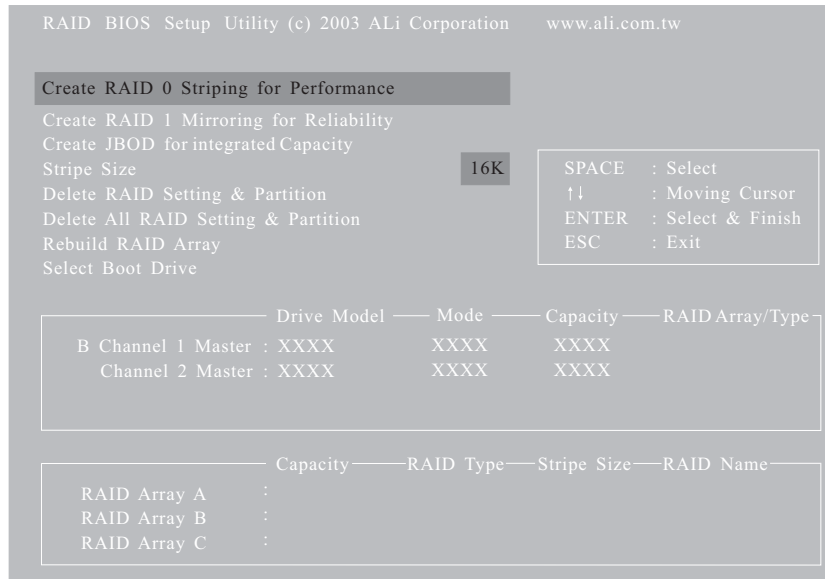 RAID BIOS Setup Utility (c) 2003 ALi Corporation www.ali.com.tw
Create RAID 0 Striping for Performance
Create RAID 1 Mirroring for Reliability
Create JBOD for integrated Capacity
Stripe Size 16K
Delete RAID Setting & Partition
Delete All RAID Setting & Partition
Rebuild RAID Array
Select Boot Drive
SPACE : Select
↑↓ : Moving Cursor
ENTER : Select & Finish
ESC : Exit
Drive Model Mode Capacity RAID Array/Type
B Channel 1 Master : XXXX XXXX XXXX
Channel 2 Master : XXXX XXXX XXXX
Capacity RAID Type Stripe Size RAID Name
RAID Array A :
RAID Array B :
RAID Array C :